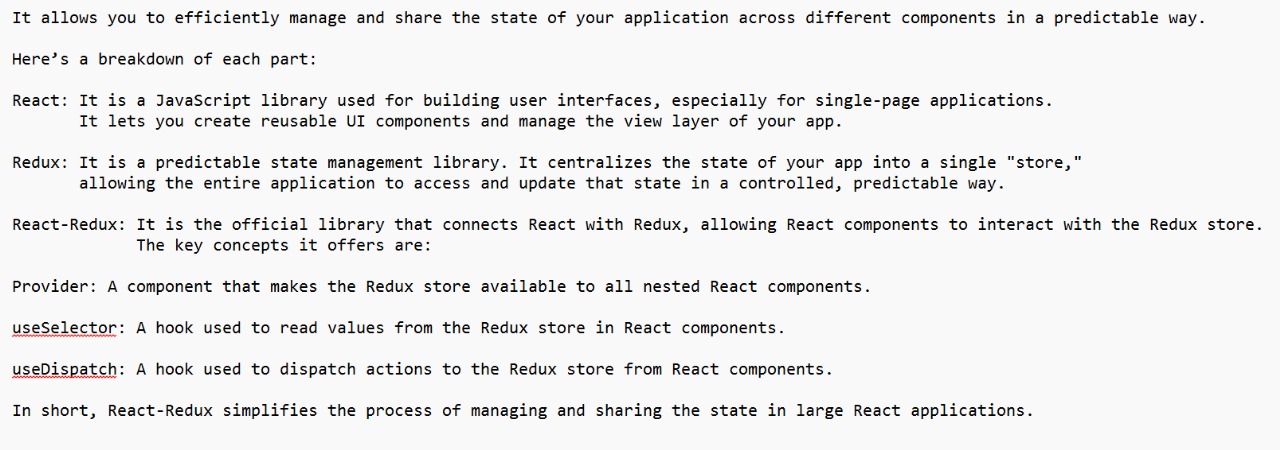 It allows you to efficiently manage and share the state of your application across different components in a predictable way.
Here’s a breakdown of each part:
React: It is a JavaScript library used for building user interfaces, especially for single-page applications.
It lets you create reusable UI components and manage the view layer of your app.
Redux: It is a predictable state management library. It centralizes the state of your app into a single "store,"
allowing the entire application to access and update that state in a controlled, predictable way.
React-Redux: It is the official library that connects React with Redux, allowing React components to interact with the Redux store.
The key concepts it offers are:
Provider: A component that makes the Redux store available to all nested React components.
useSelector: A hook used to read values from the Redux store in React components.
useDispatch: A hook used to dispatch actions to the Redux store from React components.
In short, React-Redux simplifies the process of managing and sharing the state in large React applications.